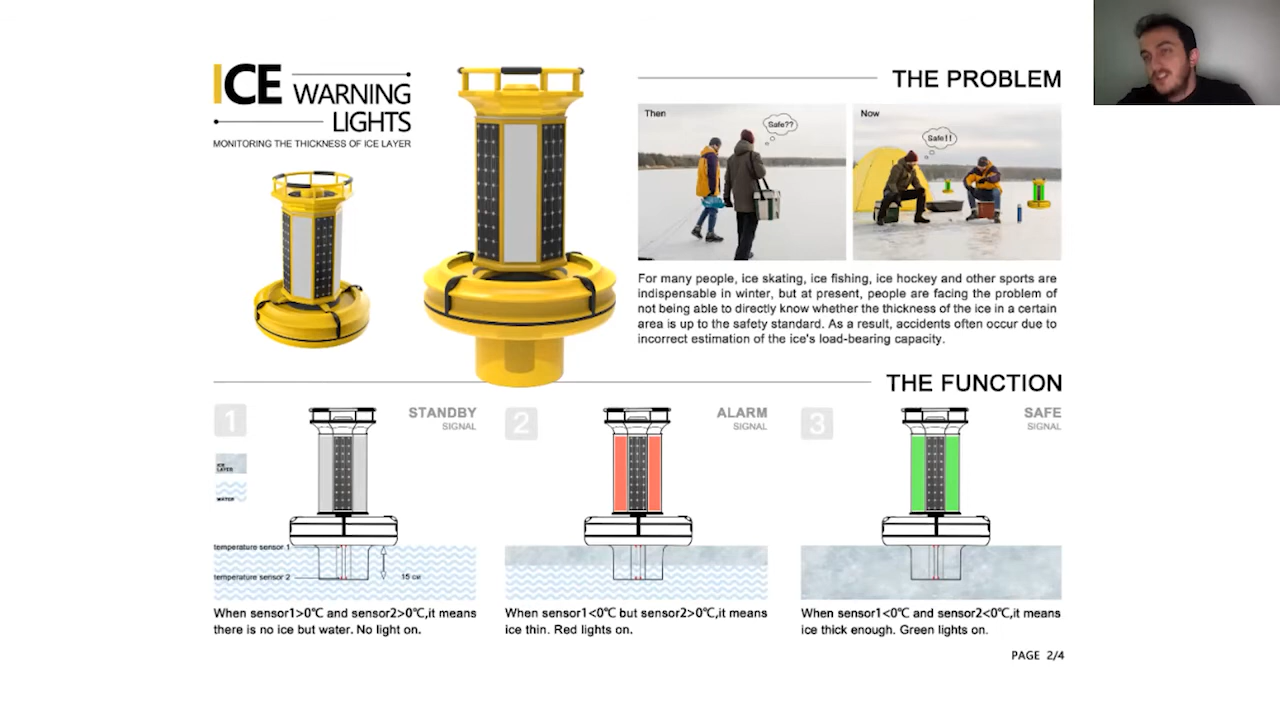 ICE WARNING
LIGHTS
MONITORING THE THICKNESS OF ICE LAYER
THE PROBLEM
Then
Safe??
Now
Safe!!
For many people, ice skating, ice fishing, ice hockey and other sports are
indispensable in winter, but at present, people are facing the problem of
not being able to directly know whether the thickness of the ice in a certain
area is up to the safety standard. As a result, accidents often occur due to
incorrect estimation of the ice's load-bearing capacity.
THE FUNCTION
1
STANDBY
SIGNAL
ICE
LAYER
WATER
temperature sensor 1
temperature sensor 2
15 cm
When sensor1>0℃ and sensor2>0℃,it means
there is no ice but water. No light on.
2
ALARM
SIGNAL
When sensor1<0℃ but sensor2>0℃,it means
ice thin. Red lights on.
3
SAFE
SIGNAL
When sensor1<0℃ and sensor2<0℃,it means
ice thick enough. Green lights on.
PAGE 2/4